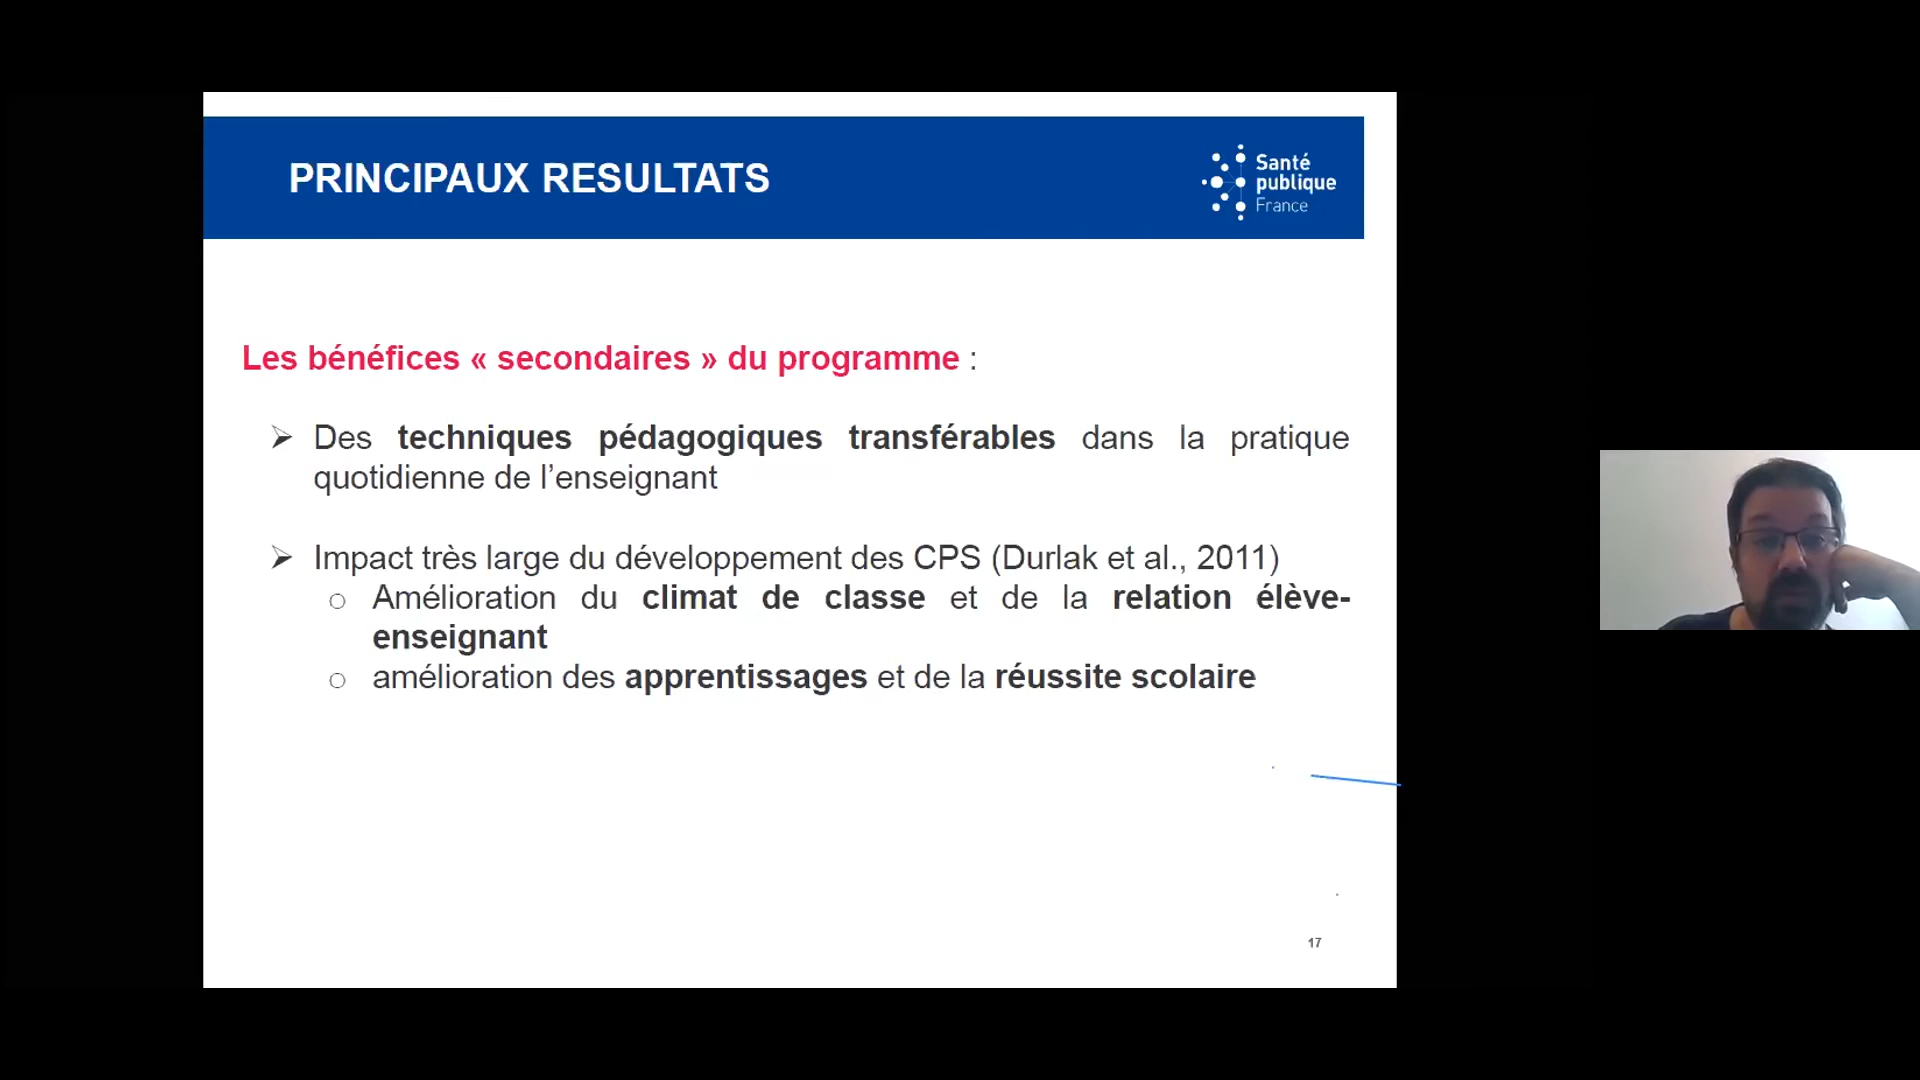 PRINCIPAUX RESULTATS
Santé
publique
France
Les bénéfices « secondaires » du programme :
➢ Des techniques pédagogiques transférables dans la pratique
quotidienne de l’enseignant
➢ Impact très large du développement des CPS (Durlak et al., 2011)
○ Amélioration du climat de classe et de la relation élève-
enseignant
○ amélioration des apprentissages et de la réussite scolaire
17